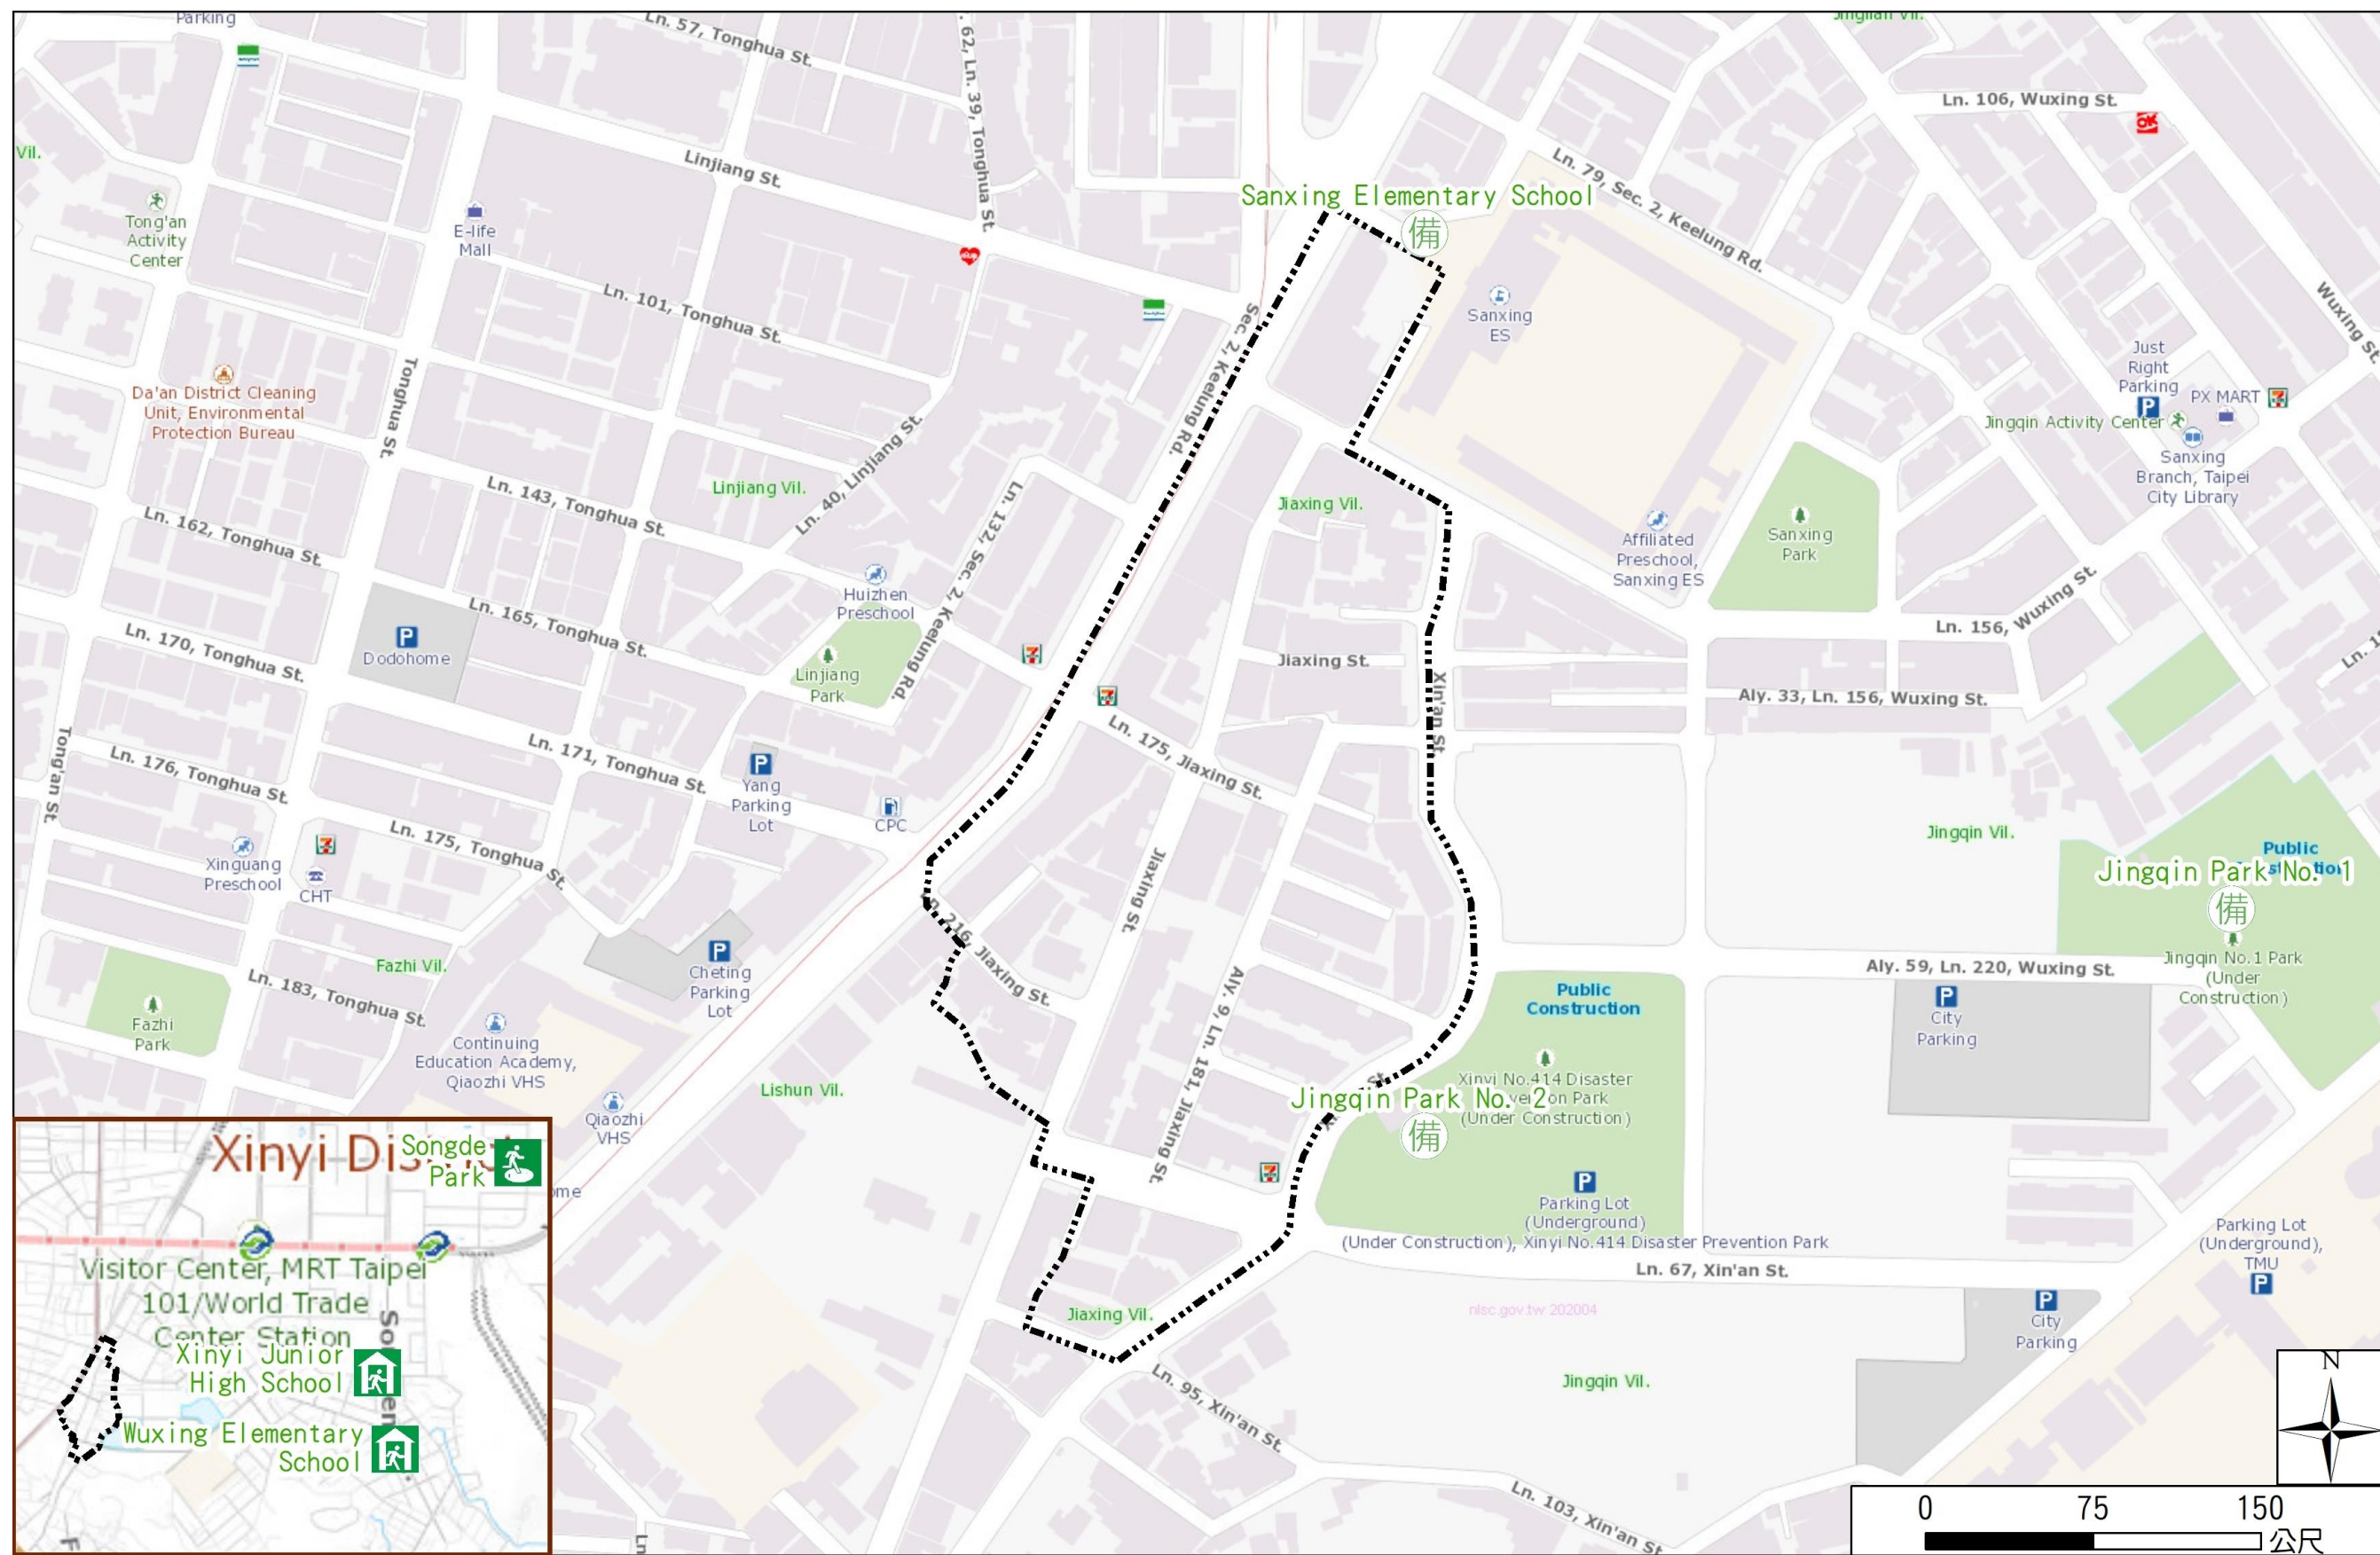 Parking
Ln. 57, Tonghua St.
62, Ln. 39, Tonghua St.
Jinglian Vil.
Ln. 106, Wuxing St.
OK
Vil.
Linjiang St.
Ln. 79, Sec. 2, Keelung Rd.
Sanxing Elementary School
備
Tong'an
Activity
Center
E-life
Mall
Ln. 101, Tonghua St.
Sec. 2, Keelung Rd.
Sanxing
ES
Wuxing St.
Just
Right
Parking
P
PX MART
Jingqin Activity Center
Sanxing
Branch, Taipei
City Library
Da'an District Cleaning
Unit, Environmental
Protection Bureau
Tonghua St.
Ln. 40, Linjiang St.
Linjiang Vil.
Ln. 143, Tonghua St.
Ln. 132, Sec. 2, Keelung Rd.
Jiaxing Vil.
Ln. 162, Tonghua St.
Affiliated
Preschool,
Sanxing ES
Sanxing
Park
Huizhen
Preschool
Ln. 165, Tonghua St.
Ln. 156, Wuxing St.
P
Dodohome
Ln. 170, Tonghua St.
Linjiang
Park
Jiaxing St.
Xin'an St.
Aly. 33, Ln. 156, Wuxing St.
Ln. 175, Jiaxing St.
Tong'an St.
Ln. 176, Tonghua St.
Ln. 171, Tonghua St.
P
Yang
Parking
Lot
CPC
Ln. 175, Tonghua St.
Jingqin Vil.
Xinguang
Preschool
CHT
Jiaxing St.
Public
Jingqin Park No. 1
備
Jingqin No.1 Park
(Under
Construction)
Ln. 216, Jiaxing St.
Fazhi Vil.
P
Cheting
Parking
Lot
Ln. 183, Tonghua St.
Aly. 59, Ln. 220, Wuxing St.
P
City
Parking
Public
Construction
Fazhi
Park
Continuing
Education Academy,
Qiaozhi VHS
Aly. 9, Ln. 181, Jiaxing St.
Lishun Vil.
Xinyi No.414 Disaster
Jingqin Park No. 2
(Under Construction)
備
Qiaozhi
VHS
P
Parking Lot
(Underground)
(Under Construction), Xinyi No.414 Disaster Prevention Park
Ln. 67, Xin'an St.
Parking Lot
(Underground),
TMU
P
Jiaxing Vil.
nlsc.gov.tw 202004
P
City
Parking
Jingqin Vil.
Ln. 95, Xin'an St.
Ln. 103, Xin'an St.
Songde
Park
Visitor Center, MRT Taipei
101/World Trade
Center Station
Xinyi Junior
High School
Wuxing Elementary
School
N
0 75 150
公尺